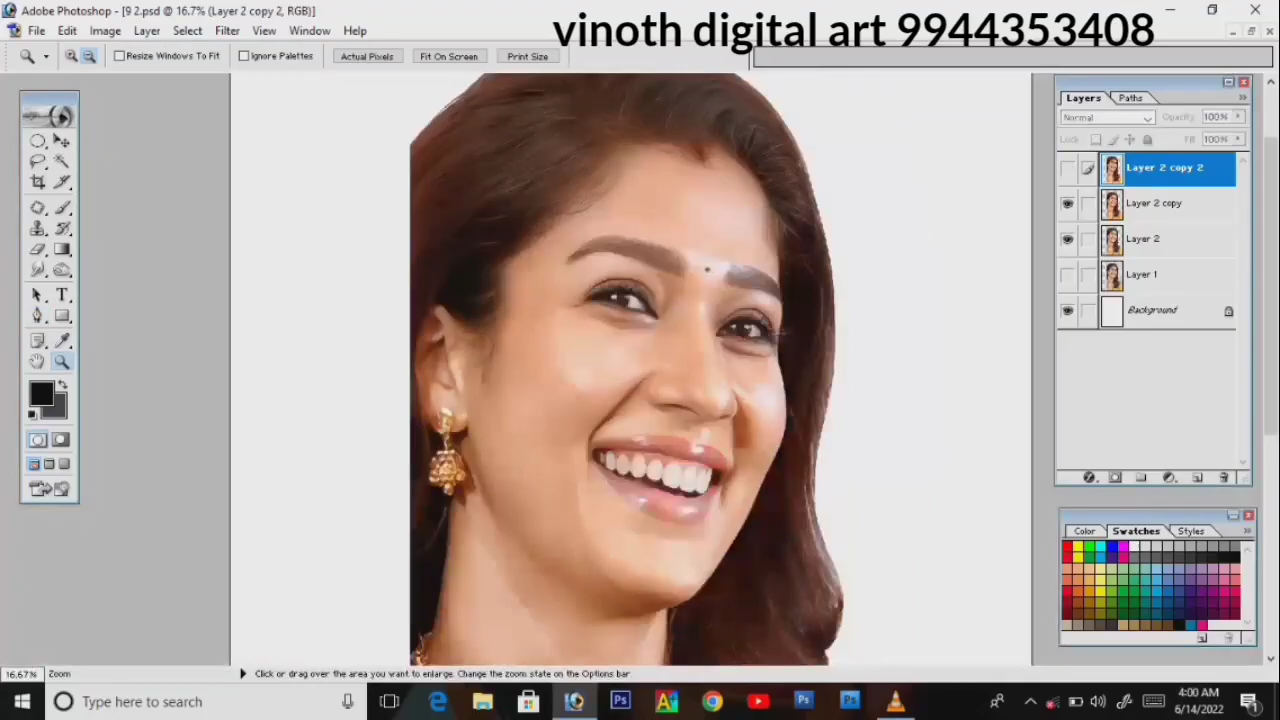 Adobe Photoshop - [9 2.psd @ 16.7% (Layer 2 copy 2, RGB)]
vinoth digital art 9944353408
File Edit Image Layer Select Filter View Window Help
Resize Windows To Fit Ignore Palettes Actual Pixels Fit On Screen Print Size
Layers Paths
Normal Opacity: 100%
Lock: Fill: 100%
Layer 2 copy 2
Layer 2 copy
Layer 2
Layer 1
Background
Color Swatches Styles
16.67% Zoom Click or drag over the area you want to enlarge. Change the zoom state on the Options bar.
Type here to search
4:00 AM
6/14/2022